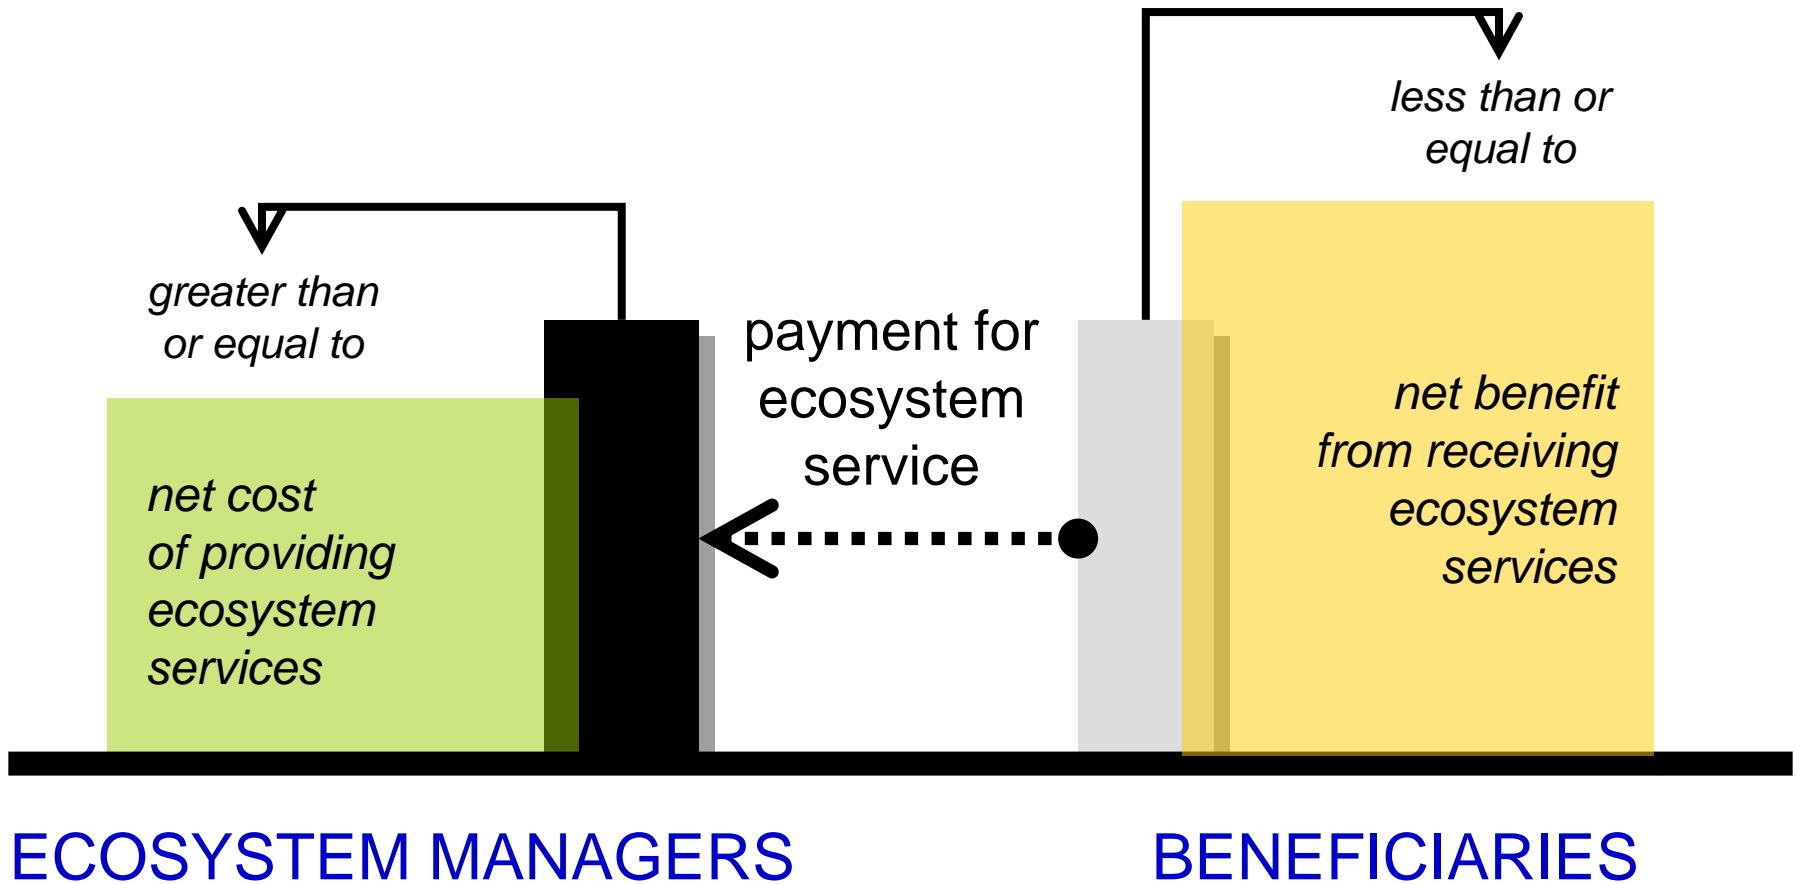 less than or
equal to
greater than
or equal to
payment for
ecosystem
service
net benefit
from receiving
ecosystem
services
net cost
of providing
ecosystem
services
ECOSYSTEM MANAGERS
BENEFICIARIES